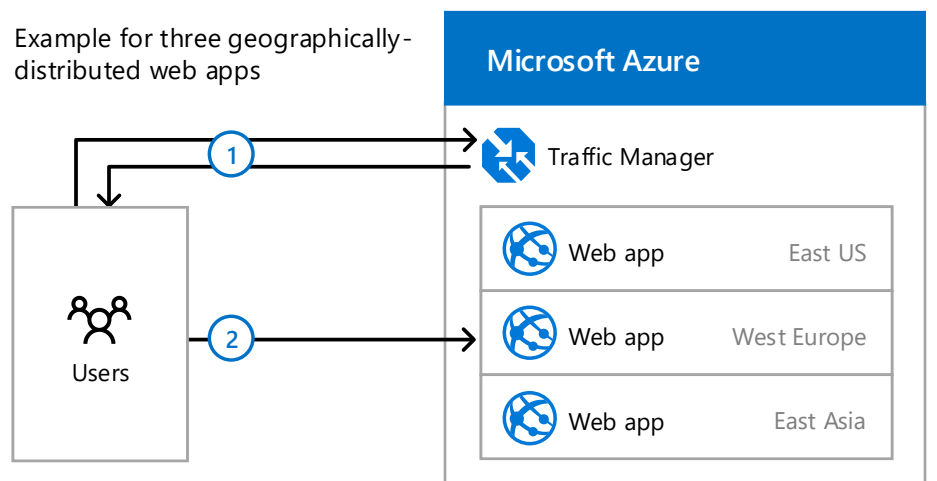 Example for three geographically-
distributed web apps
Microsoft Azure
1
Traffic Manager
Web app East US
2
Web app West Europe
Users
Web app East Asia